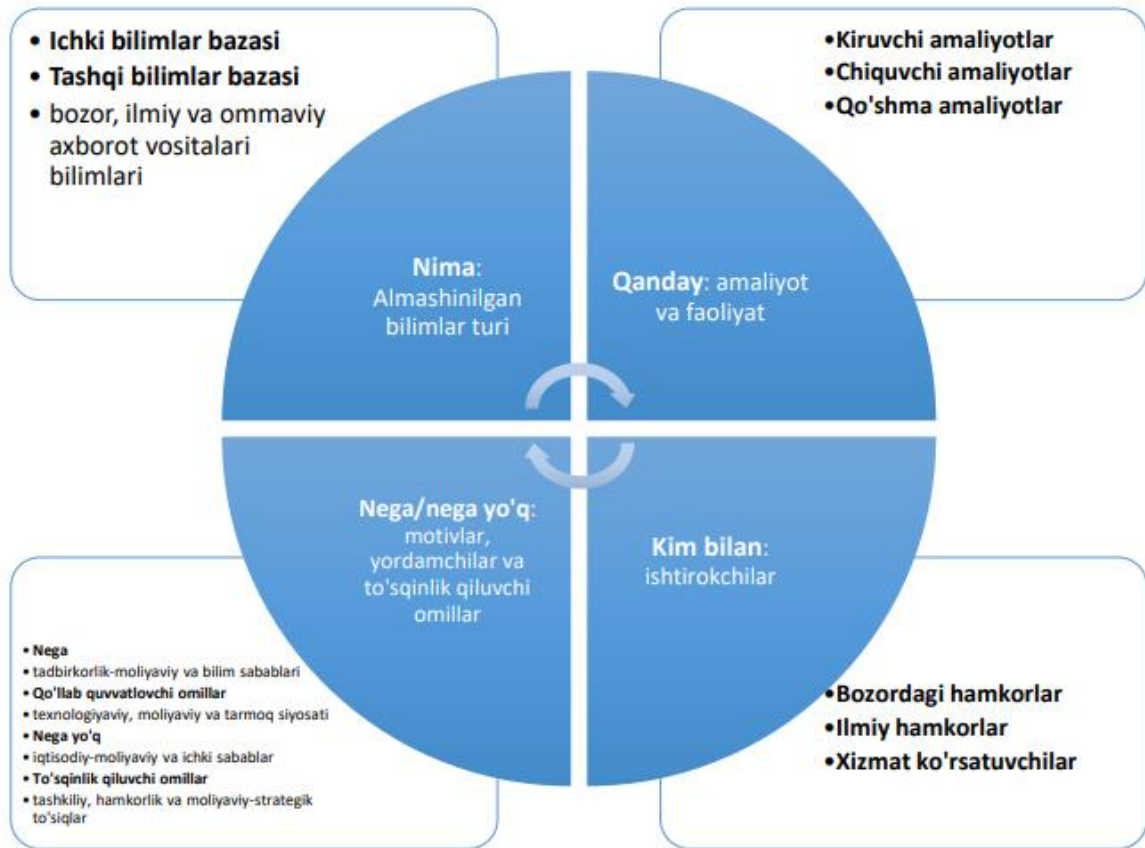 • Ichki bilimlar bazasi
• Tashqi bilimlar bazasi
• bozor, ilmiy va ommaviy
axborot vositalari
bilimlari
•Kiruvchi amaliyotlar
•Chiquvchi amaliyotlar
•Qo'shma amaliyotlar
Nima:
Almashinilgan
bilimlar turi
Qanday: amaliyot
va faoliyat
Nega/nega yo'q:
motivlar,
yordamchilar va
to'sqinlik qiluvchi
omillar
Kim bilan:
ishtirokchilar
• Nega
• tadbirkorlik-moliyaviy va bilim sabablari
• Qo'llab quvvatlovchi omillar
• texnologiyaviy, moliyaviy va tarmoq siyosati
• Nega yo'q
• iqtisodiy-moliyaviy va ichki sabablar
• To'sqinlik qiluvchi omillar
• tashkiliy, hamkorlik va moliyaviy-strategik
to'siqlar
•Bozordagi hamkorlar
•Ilmiy hamkorlar
•Xizmat ko'rsatuvchilar